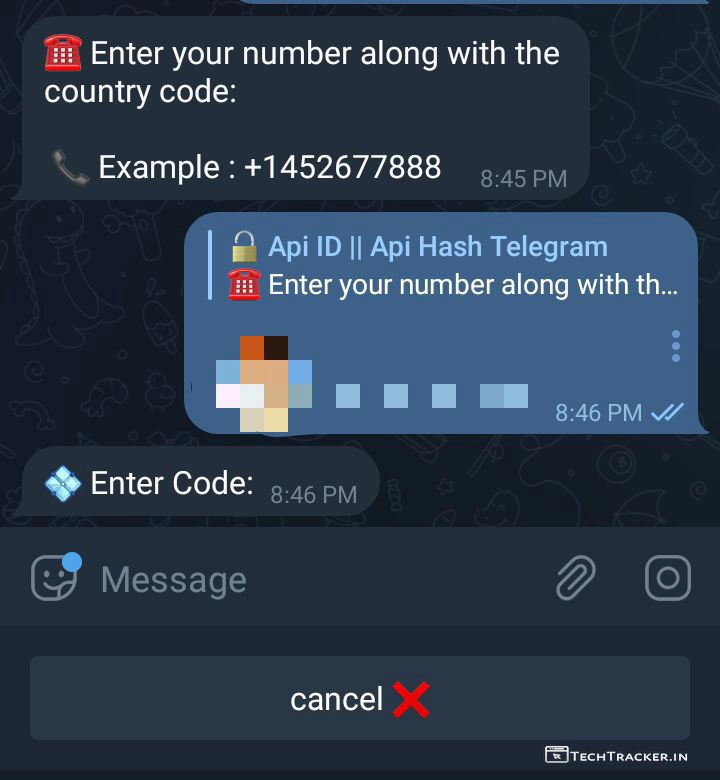 ☎️ Enter your number along with the
country code:
📞 Example : +1452677888
8:45 PM
🔓 Api ID || Api Hash Telegram
☎️ Enter your number along with th...
8:46 PM
💠 Enter Code:
8:46 PM
Message
cancel ❌
TECHTRACKER.IN